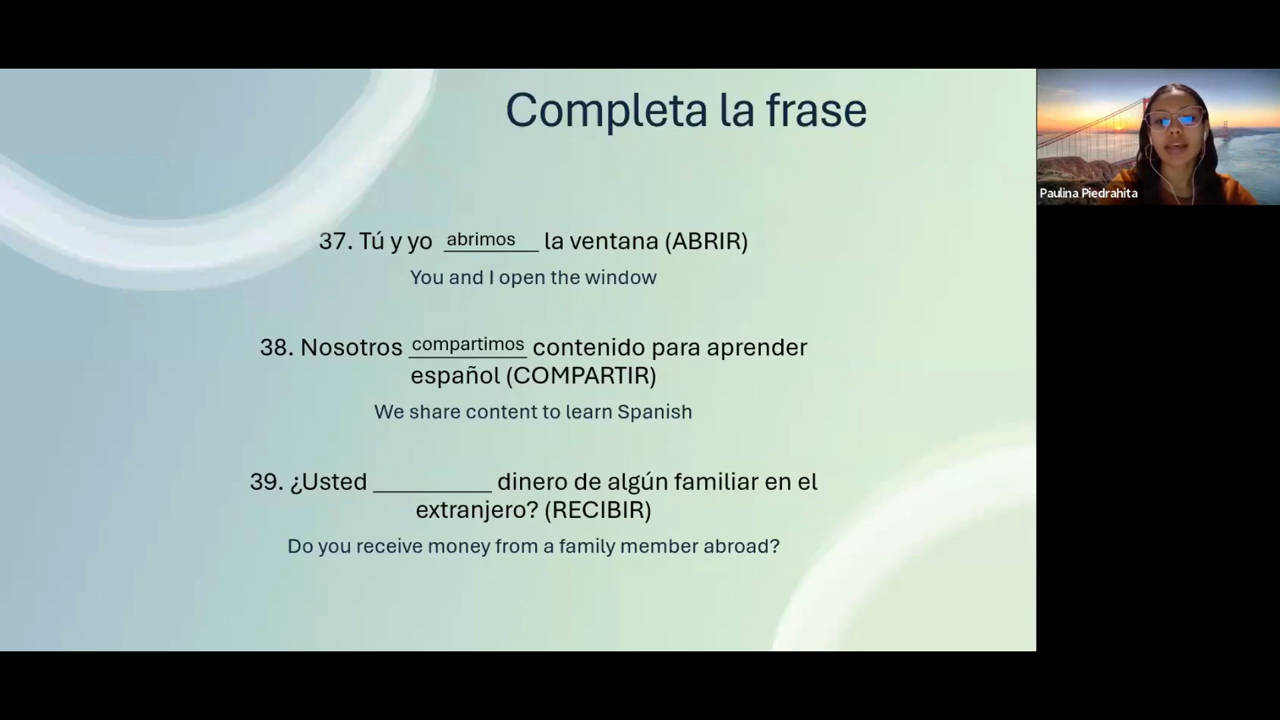 Completa la frase
37. Tú y yo abrimos la ventana (ABRIR)
You and I open the window
38. Nosotros compartimos contenido para aprender
español (COMPARTIR)
We share content to learn Spanish
39. ¿Usted __________ dinero de algún familiar en el
extranjero? (RECIBIR)
Do you receive money from a family member abroad?
Paulina Piedrahita